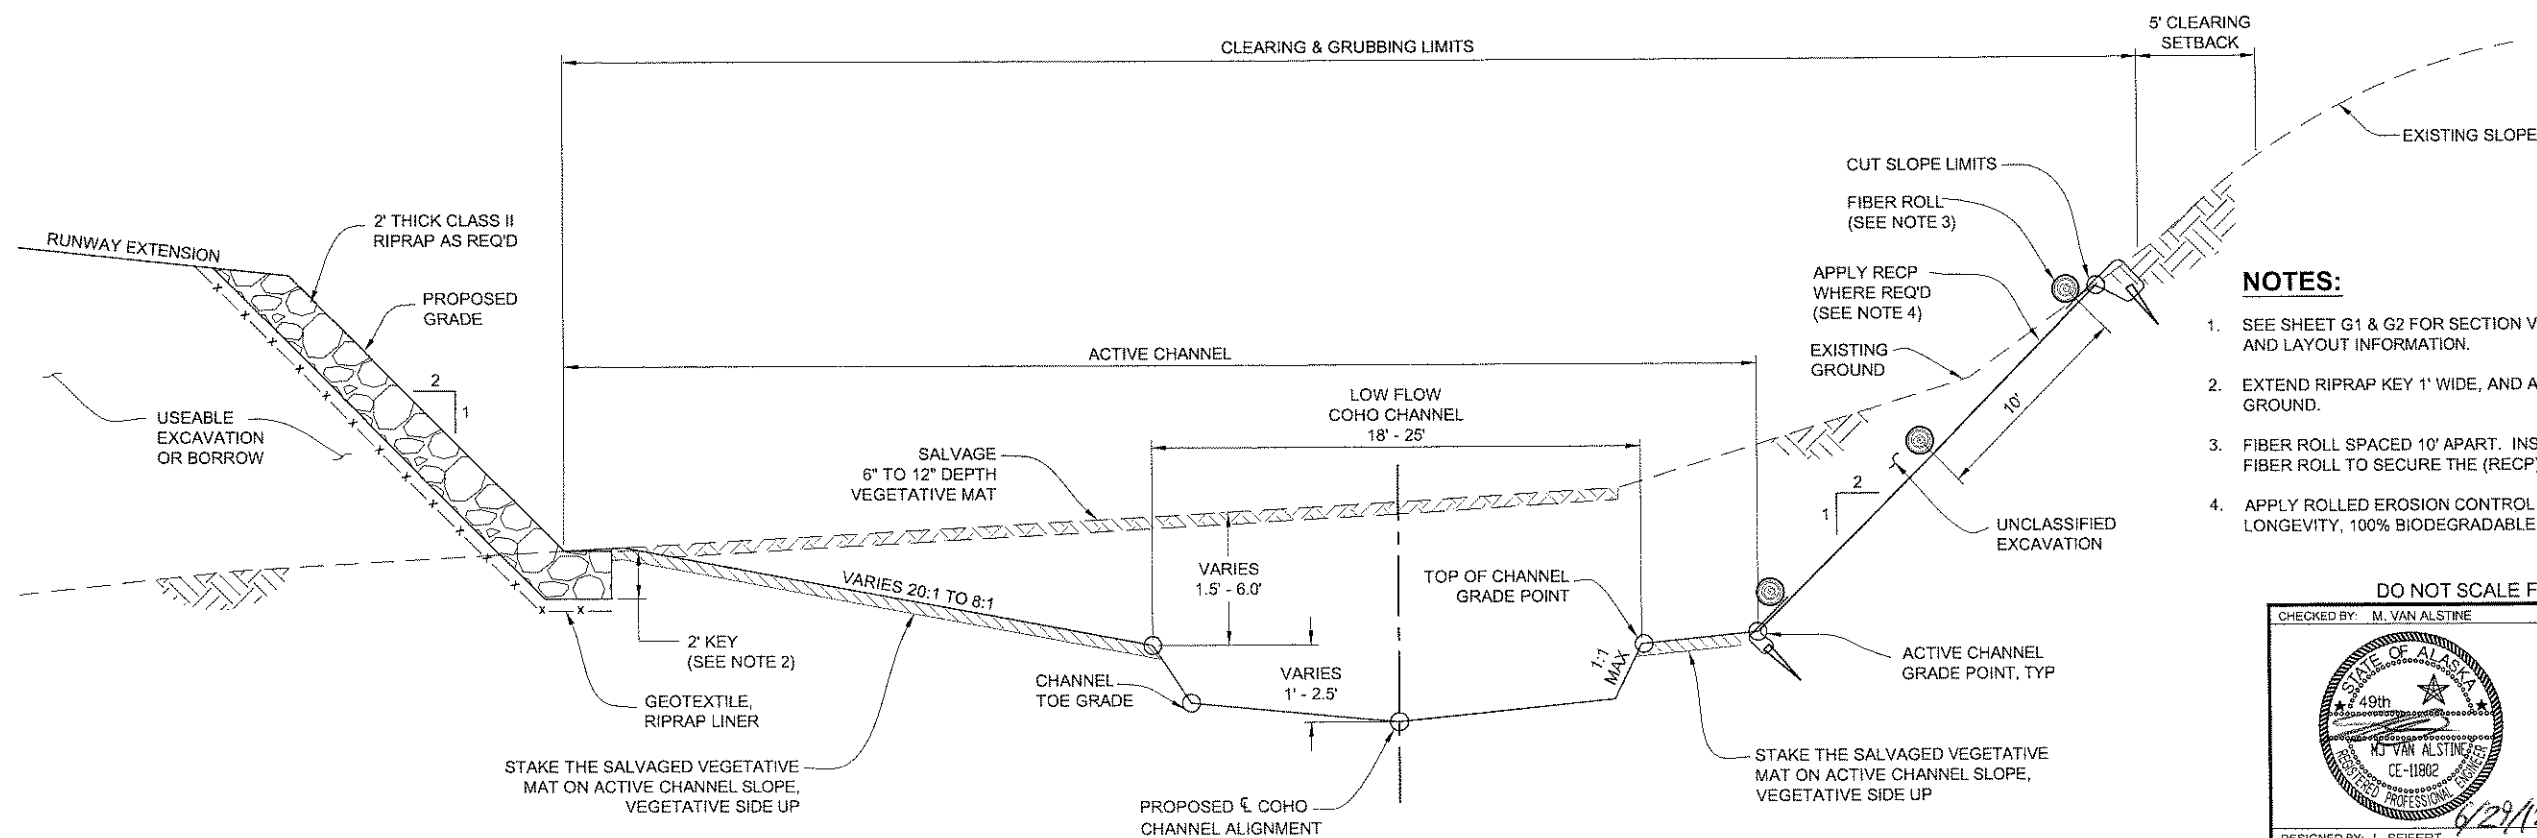 5' CLEARING
SETBACK
CLEARING & GRUBBING LIMITS
EXISTING SLOPE
CUT SLOPE LIMITS
FIBER ROLL
(SEE NOTE 3)
2' THICK CLASS II
RIPRAP AS REQ'D
RUNWAY EXTENSION
APPLY RECP
WHERE REQ'D
(SEE NOTE 4)
PROPOSED
GRADE
EXISTING
GROUND
ACTIVE CHANNEL
2
1
LOW FLOW
COHO CHANNEL
18' - 25'
10'
USEABLE
EXCAVATION
OR BORROW
SALVAGE
6" TO 12" DEPTH
VEGETATIVE MAT
2
1
UNCLASSIFIED
EXCAVATION
VARIES 20:1 TO 8:1
VARIES
1.5' - 6.0'
TOP OF CHANNEL
GRADE POINT
2' KEY
(SEE NOTE 2)
1:1
MAX
ACTIVE CHANNEL
GRADE POINT, TYP
CHANNEL
TOE GRADE
VARIES
1' - 2.5'
GEOTEXTILE,
RIPRAP LINER
STAKE THE SALVAGED VEGETATIVE
MAT ON ACTIVE CHANNEL SLOPE,
VEGETATIVE SIDE UP
STAKE THE SALVAGED VEGETATIVE
MAT ON ACTIVE CHANNEL SLOPE,
VEGETATIVE SIDE UP
PROPOSED ℄ COHO
CHANNEL ALIGNMENT
NOTES:
1. SEE SHEET G1 & G2 FOR SECTION V
AND LAYOUT INFORMATION.
2. EXTEND RIPRAP KEY 1' WIDE, AND A
GROUND.
3. FIBER ROLL SPACED 10' APART. INS
FIBER ROLL TO SECURE THE (RECP)
4. APPLY ROLLED EROSION CONTROL
LONGEVITY, 100% BIODEGRADABLE
DO NOT SCALE F
CHECKED BY: M. VAN ALSTINE
STATE OF ALASKA
49th
MJ VAN ALSTINE
CE-11802
REGISTERED PROFESSIONAL ENGINEER
DESIGNED BY: L. SEIFERT